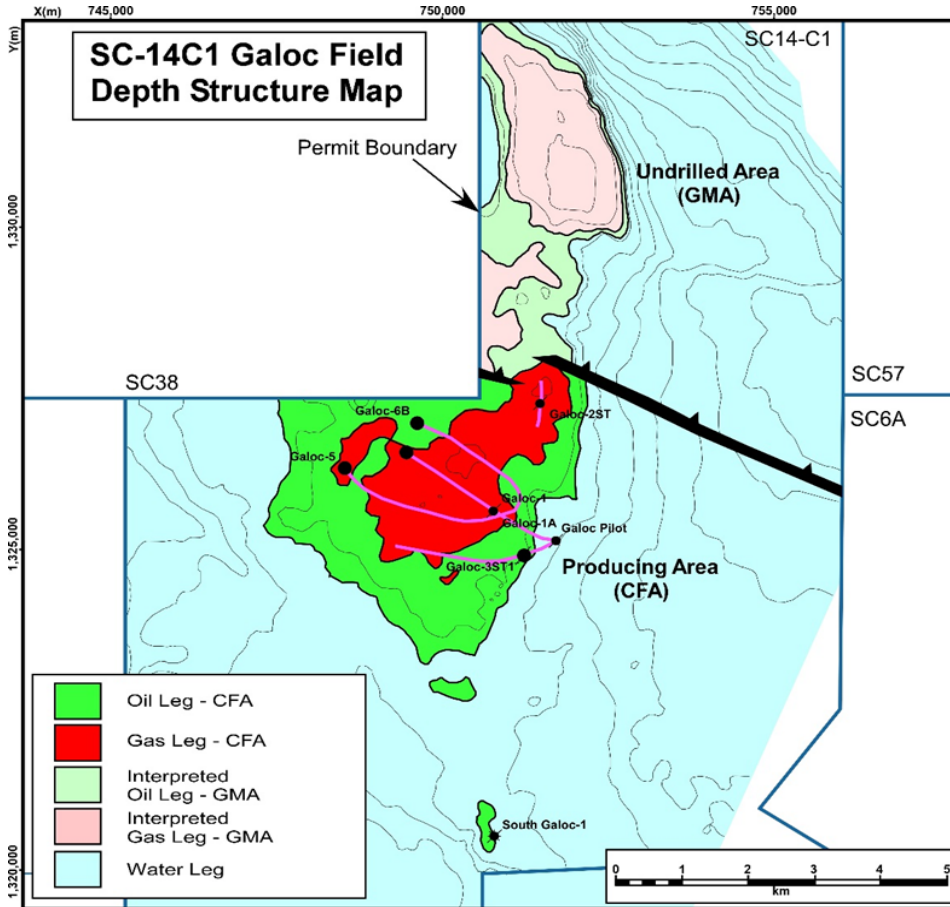 X(m)
745,000
750,000
755,000
Y(m)
SC-14C1 Galoc Field
Depth Structure Map
SC14-C1
Permit Boundary
Undrilled Area
(GMA)
1,330,000
SC38
SC57
SC6A
Galoc-2ST
Galoc-6B
Galoc-5
Galoc-1
Galoc-1A
Galoc Pilot
1,325,000
Galoc-3ST1
Producing Area
(CFA)
Oil Leg - CFA
Gas Leg - CFA
Interpreted
Oil Leg - GMA
Interpreted
Gas Leg - GMA
Water Leg
South Galoc-1
1,320,000
0 1 2 3 4 5
km